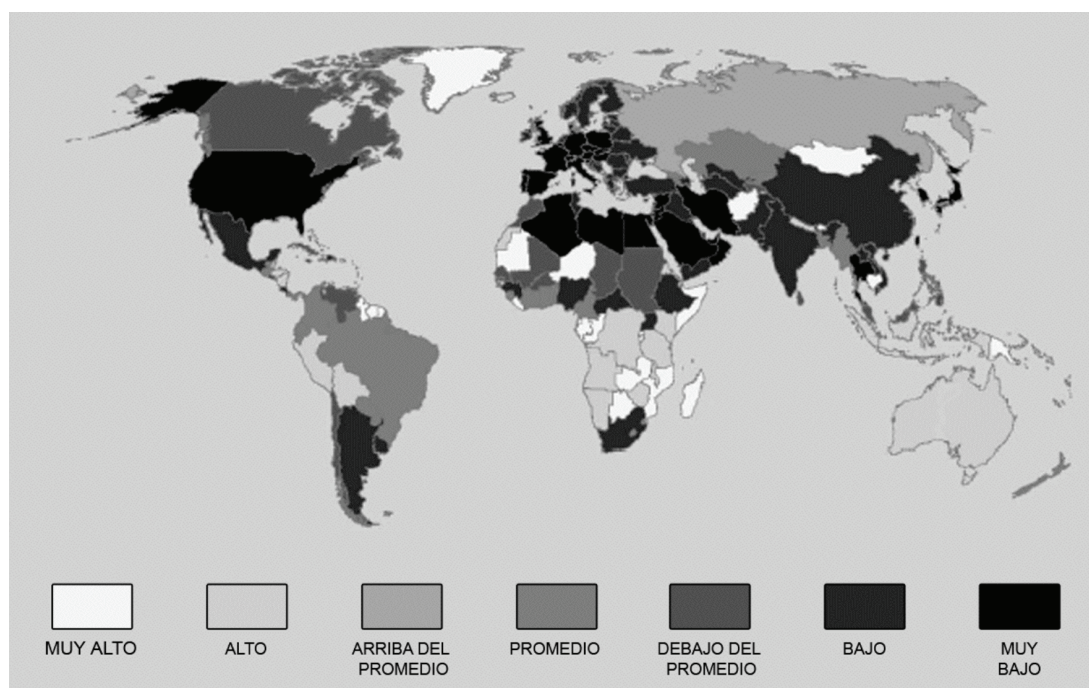 MUY ALTO
ALTO
ARRIBA DEL
PROMEDIO
PROMEDIO
DEBAJO DEL
PROMEDIO
BAJO
MUY
BAJO